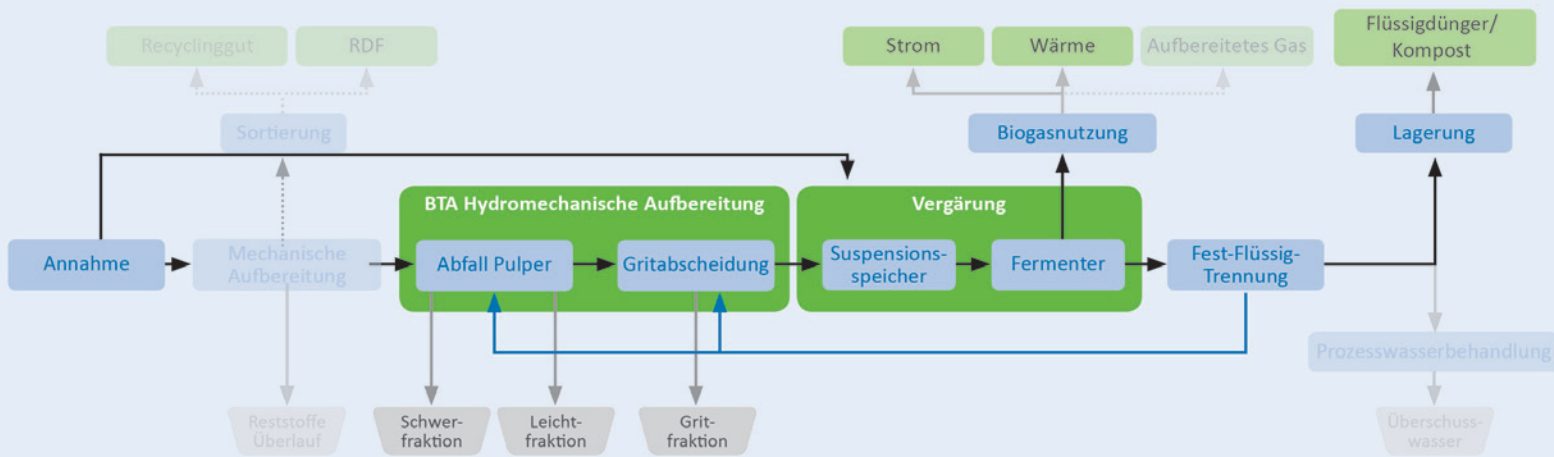 Recyclinggut
RDF
Strom
Wärme
Aufbereitetes Gas
Flüssigdünger/
Kompost
Sortierung
Biogasnutzung
Lagerung
BTA Hydromechanische Aufbereitung
Vergärung
Annahme
Mechanische
Aufbereitung
Abfall Pulper
Gritabscheidung
Suspensions-
speicher
Fermenter
Fest-Flüssig-
Trennung
Prozesswasserbehandlung
Reststoffe
Überlauf
Schwer-
fraktion
Leicht-
fraktion
Grit-
fraktion
Überschuss-
wasser